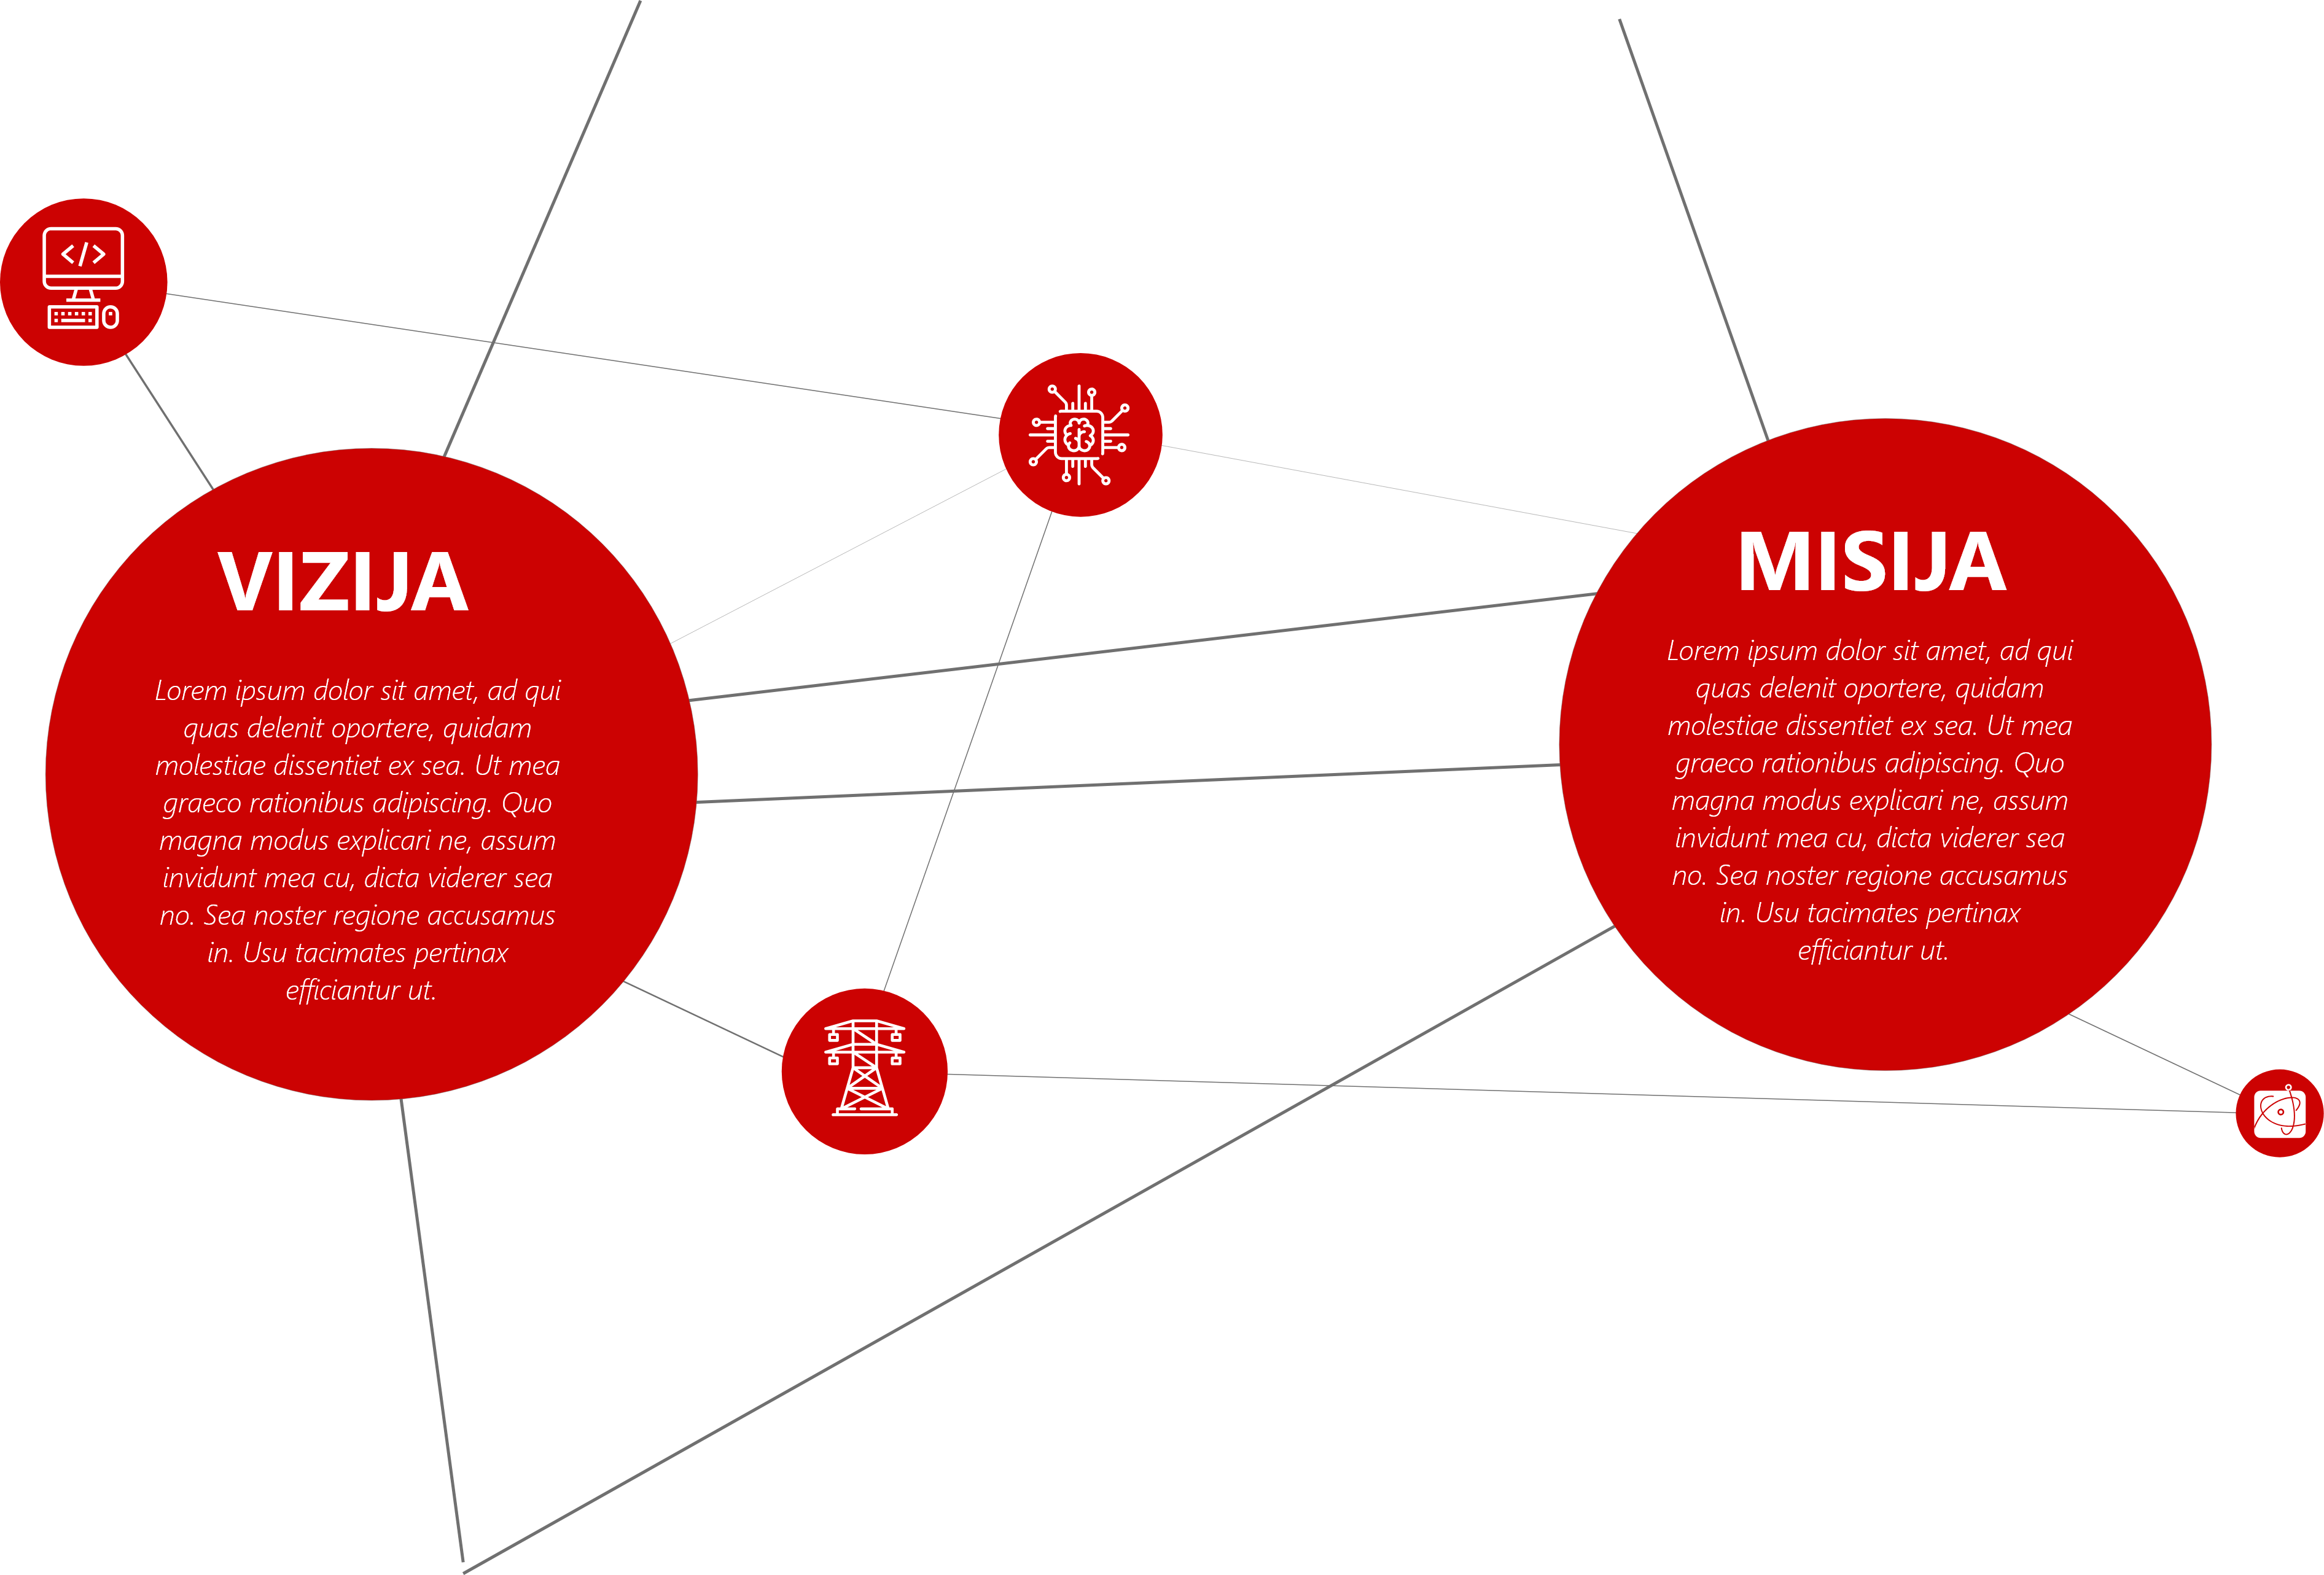 </>
VIZIJA
Lorem ipsum dolor sit amet, ad qui
quas delenit oportere, quidam
molestiae dissentiet ex sea. Ut mea
graeco rationibus adipiscing. Quo
magna modus explicari ne, assum
invidunt mea cu, dicta viderer sea
no. Sea noster regione accusamus
in. Usu tacimates pertinax
efficiantur ut.
MISIJA
Lorem ipsum dolor sit amet, ad qui
quas delenit oportere, quidam
molestiae dissentiet ex sea. Ut mea
graeco rationibus adipiscing. Quo
magna modus explicari ne, assum
invidunt mea cu, dicta viderer sea
no. Sea noster regione accusamus
in. Usu tacimates pertinax
efficiantur ut.